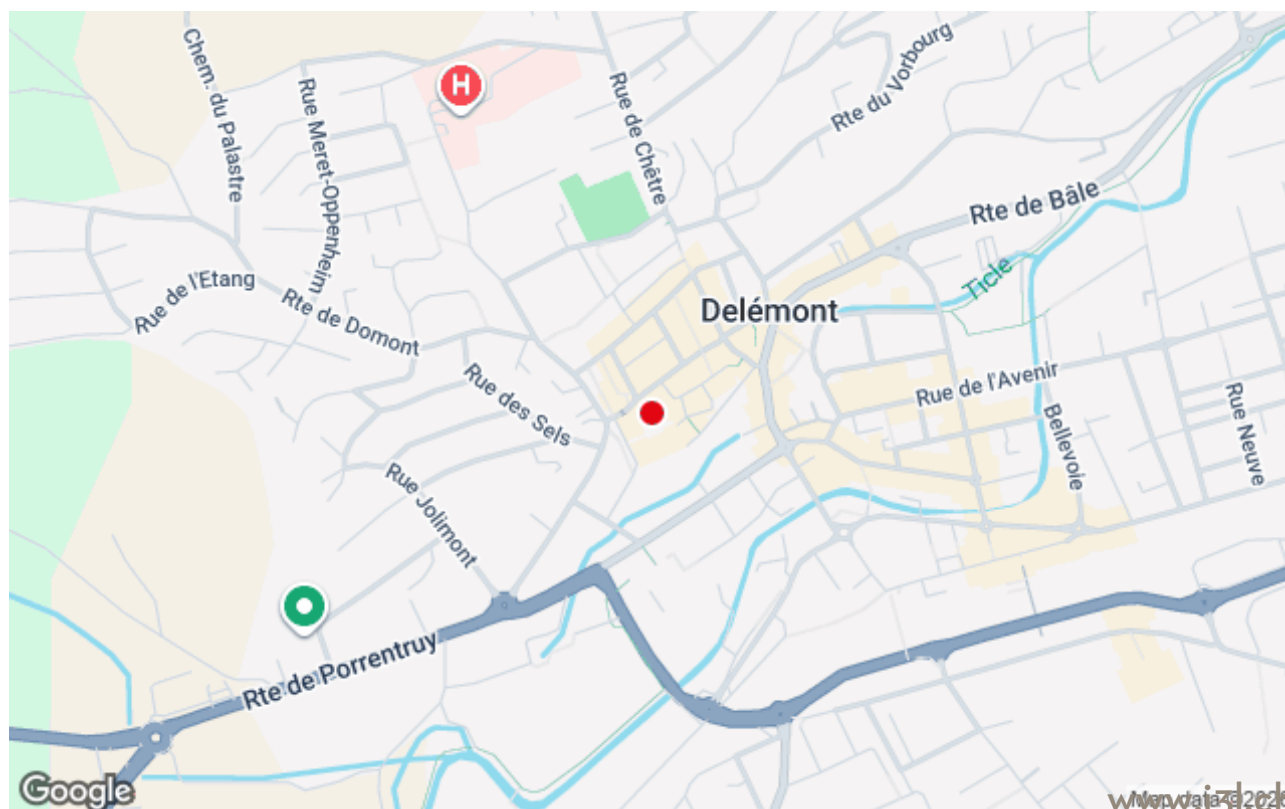 Chem. du Palastre
Rue Meret-Oppenheim
H
Rue de Chêtre
Rte du Vorbourg
Rte de Bâle
Rue de l'Etang
Rte de Domont
Ticle
Delémont
Rue des Sels
Rue de l'Avenir
Bellevoie
Rue Neuve
Rue Jolimont
Rte de Porrentruy
Google